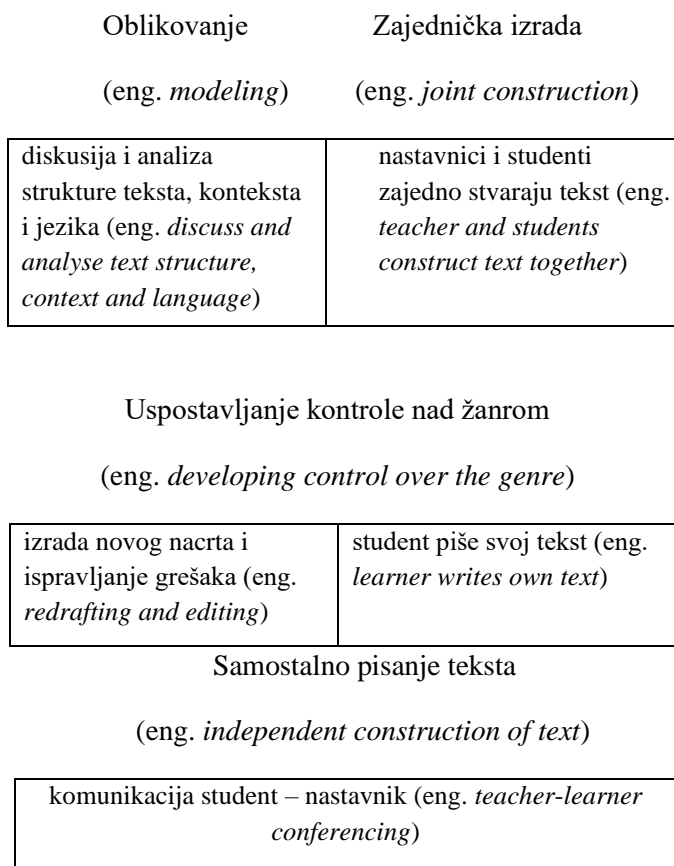 Oblikovanje
(eng. modeling)
Zajednička izrada
(eng. joint construction)
diskusija i analiza
strukture teksta, konteksta
i jezika (eng. discuss and
analyse text structure,
context and language)
nastavnici i studenti
zajedno stvaraju tekst (eng.
teacher and students
construct text together)
Uspostavljanje kontrole nad žanrom
(eng. developing control over the genre)
izrada novog nacrta i
ispravljanje grešaka (eng.
redrafting and editing)
student piše svoj tekst (eng.
learner writes own text)
Samostalno pisanje teksta
(eng. independent construction of text)
komunikacija student – nastavnik (eng. teacher-learner
conferencing)